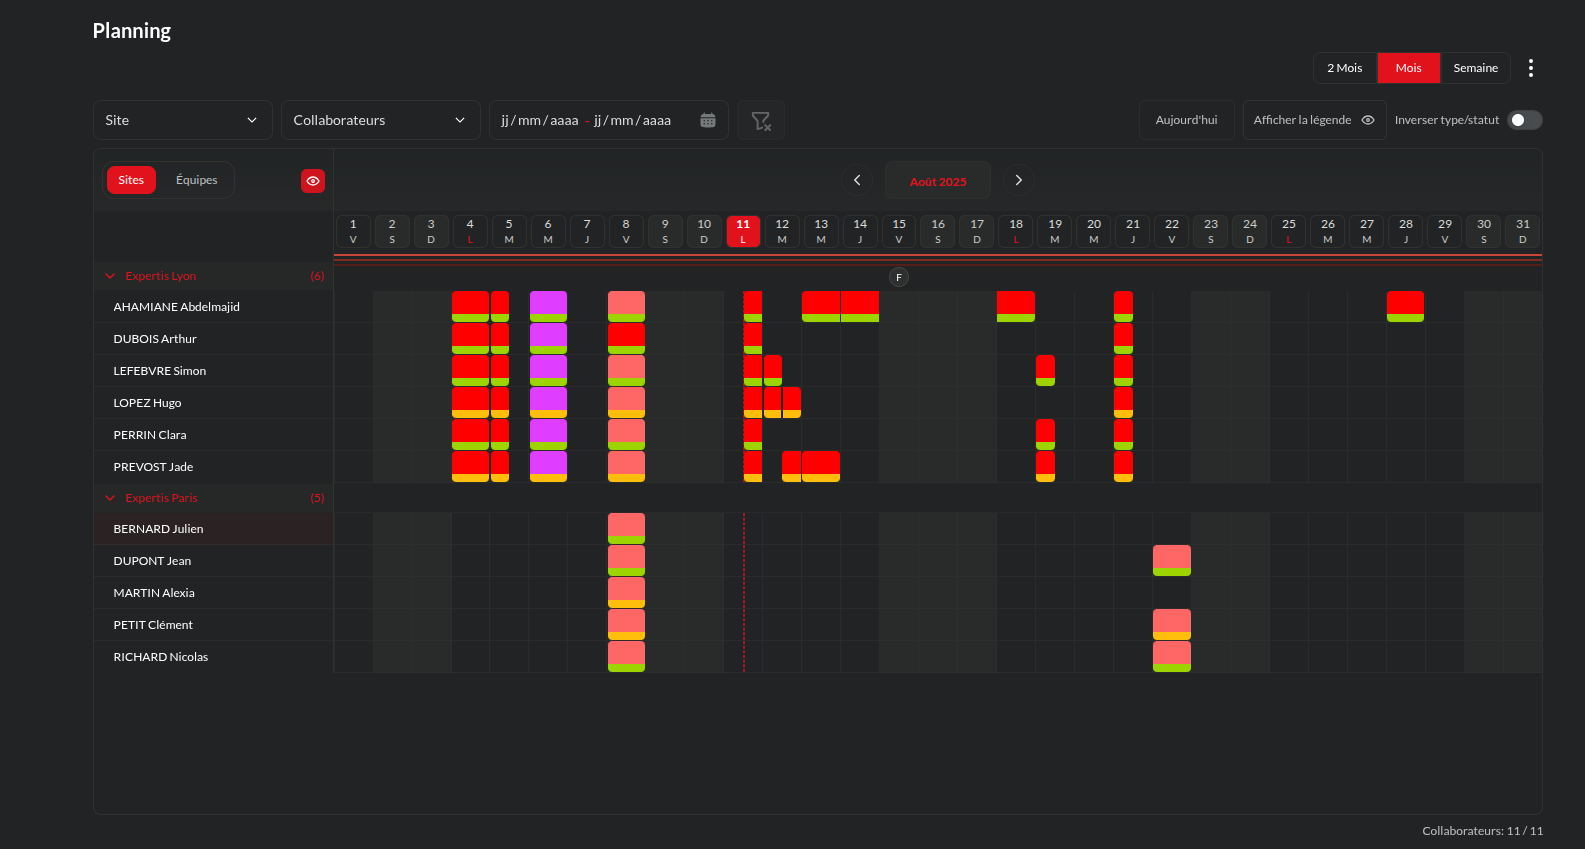 Planning
2 Mois Mois Semaine
Site Collaborateurs jj/mm/aaaa - jj/mm/aaaa Aujourd'hui Afficher la légende Inverser type/statut
Sites Équipes Août 2025
1 2 3 4 5 6 7 8 9 10 11 12 13 14 15 16 17 18 19 20 21 22 23 24 25 26 27 28 29 30 31
V S D L M M J V S D L M M J V S D L M M J V S D L M M J V S D
Expertis Lyon (6) F
AHAMIANE Abdelmajid
DUBOIS Arthur
LEFEBVRE Simon
LOPEZ Hugo
PERRIN Clara
PREVOST Jade
Expertis Paris (5)
BERNARD Julien
DUPONT Jean
MARTIN Alexia
PETIT Clément
RICHARD Nicolas
Collaborateurs: 11 / 11